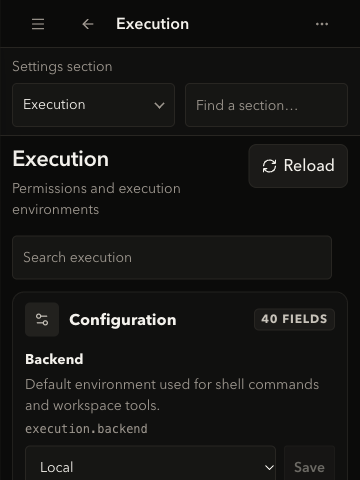 Execution
Settings section
Execution
Find a section...
Execution
Reload
Permissions and execution
environments
Search execution
Configuration
40 FIELDS
Backend
Default environment used for shell commands
and workspace tools.
execution.backend
Local
Save